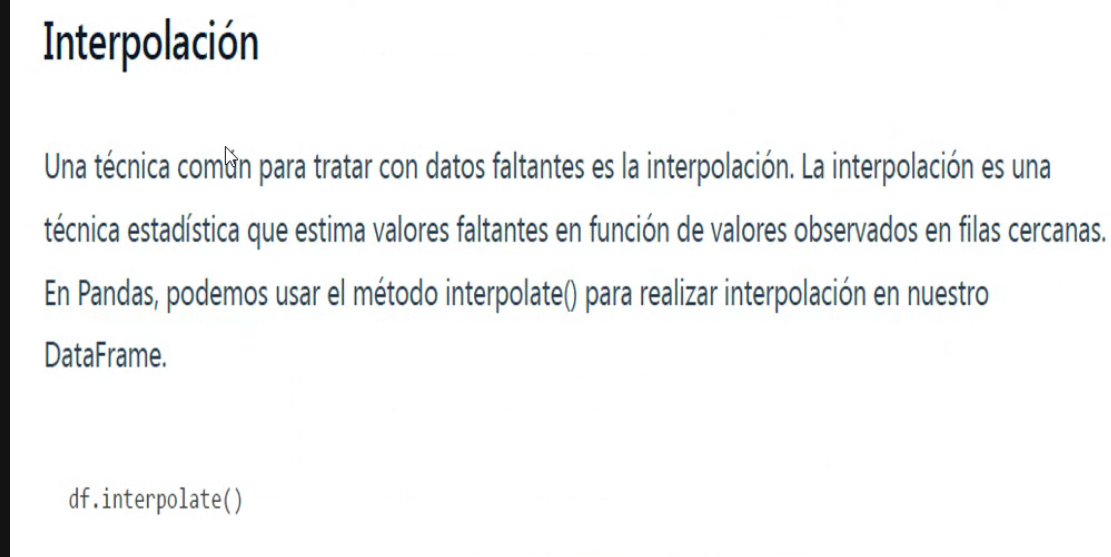 Interpolación
Una técnica común para tratar con datos faltantes es la interpolación. La interpolación es una
técnica estadística que estima valores faltantes en función de valores observados en filas cercanas.
En Pandas, podemos usar el método interpolate() para realizar interpolación en nuestro
DataFrame.
df.interpolate()